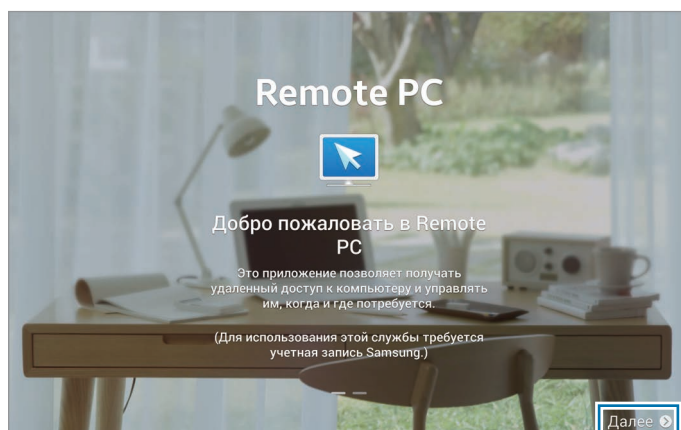 Remote PC
Добро пожаловать в Remote
PC
Это приложение позволяет получать
удаленный доступ к компьютеру и управлять
им, когда и где потребуется.
(Для использования этой службы требуется
учетная запись Samsung.)
Далее